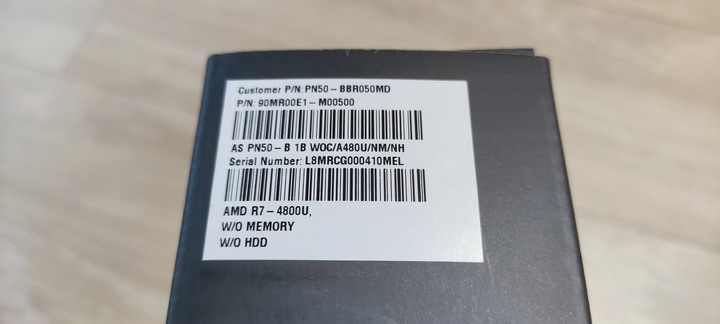 Customer P/N: PN50-BBR050MD
P/N: 90MR00E1-M00500
AS PN50-B 1B WOC/A480U/NM/NH
Serial Number: L8MRCG000410MEL
AMD R7-4800U,
W/O MEMORY
W/O HDD